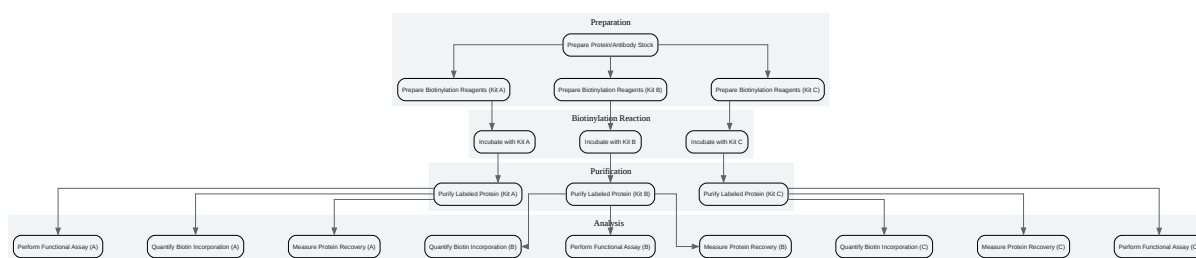 Preparation
Prepare Protein/Antibody Stock
Prepare Biotinylation Reagents (Kit A)
Prepare Biotinylation Reagents (Kit B)
Prepare Biotinylation Reagents (Kit C)
Biotinylation Reaction
Incubate with Kit A
Incubate with Kit B
Incubate with Kit C
Purification
Purify Labeled Protein (Kit A)
Purify Labeled Protein (Kit B)
Purify Labeled Protein (Kit C)
Analysis
Perform Functional Assay (A)
Quantify Biotin Incorporation (A)
Measure Protein Recovery (A)
Quantify Biotin Incorporation (B)
Perform Functional Assay (B)
Measure Protein Recovery (B)
Quantify Biotin Incorporation (C)
Measure Protein Recovery (C)
Perform Functional Assay (C